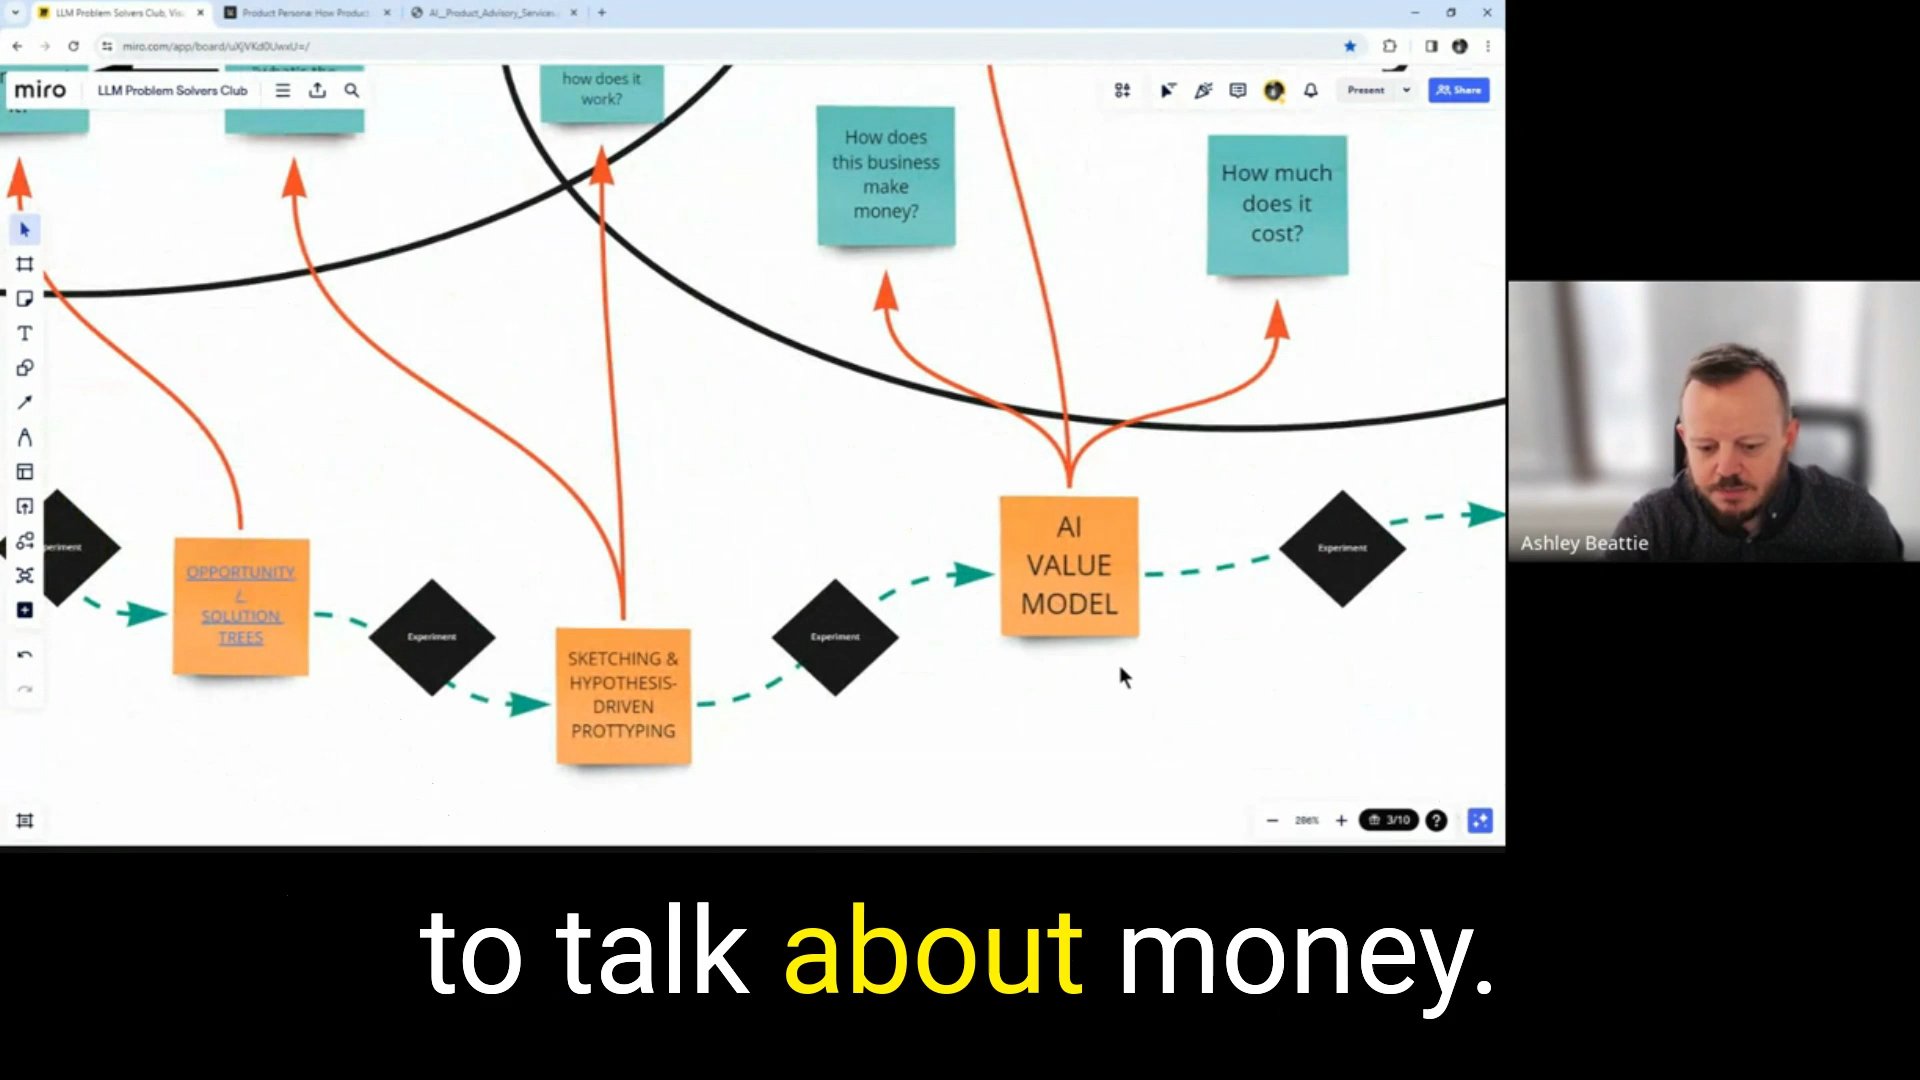 LLM Problem Solvers Club, Vis
Product Persona: How Product
AI_Product_Advisory_Services
miro.com/app/board/uXjVKd0UwxU=/
miro
LLM Problem Solvers Club
Present
Share
how does it
work?
How does
this business
make
money?
How much
does it
cost?
periment
OPPORTUNITY
/
SOLUTION
TREES
Experiment
SKETCHING &
HYPOTHESIS-
DRIVEN
PROTTYPING
Experiment
AI
VALUE
MODEL
Experiment
286%
3/10
Ashley Beattie
to talk about money.